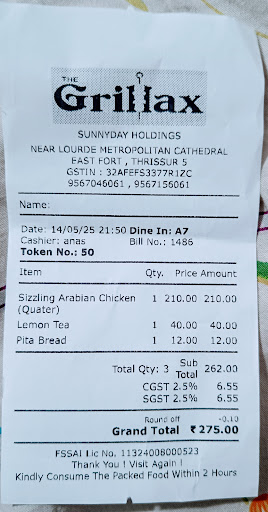 THE
Grillax
SUNNYDAY HOLDINGS
NEAR LOURDE METROPOLITAN CATHEDRAL
EAST FORT , THRISSUR 5
GSTIN : 32AFEFS3377R1ZC
9567046061 , 9567156061
Name:
Date: 14/05/25 21:50 Dine In: A7
Cashier: anas Bill No.: 1486
Token No.: 50
Item Qty. Price Amount
Sizzling Arabian Chicken 1 210.00 210.00
(Quater)
Lemon Tea 1 40.00 40.00
Pita Bread 1 12.00 12.00
Total Qty: 3 Sub Total 262.00
CGST 2.5% 6.55
SGST 2.5% 6.55
Round off -0.10
Grand Total ₹275.00
FSSAI Lic No. 11324008000523
Thank You ! Visit Again !
Kindly Consume The Packed Food Within 2 Hours